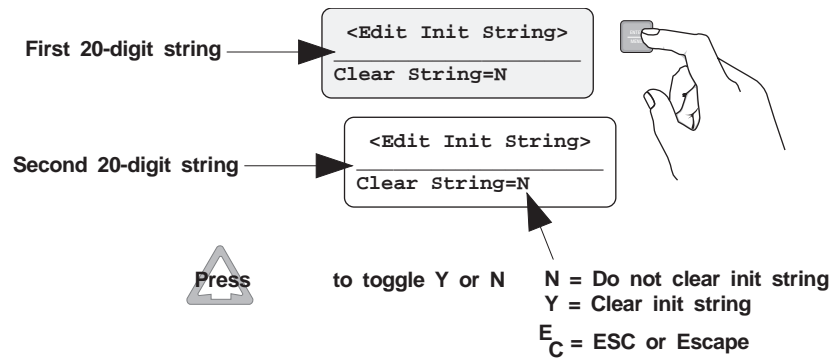 <Edit Init String>
First 20-digit string
Clear String=N
<Edit Init String>
Second 20-digit string
Clear String=N
Press to toggle Y or N
N = Do not clear init string
Y = Clear init string
EC = ESC or Escape